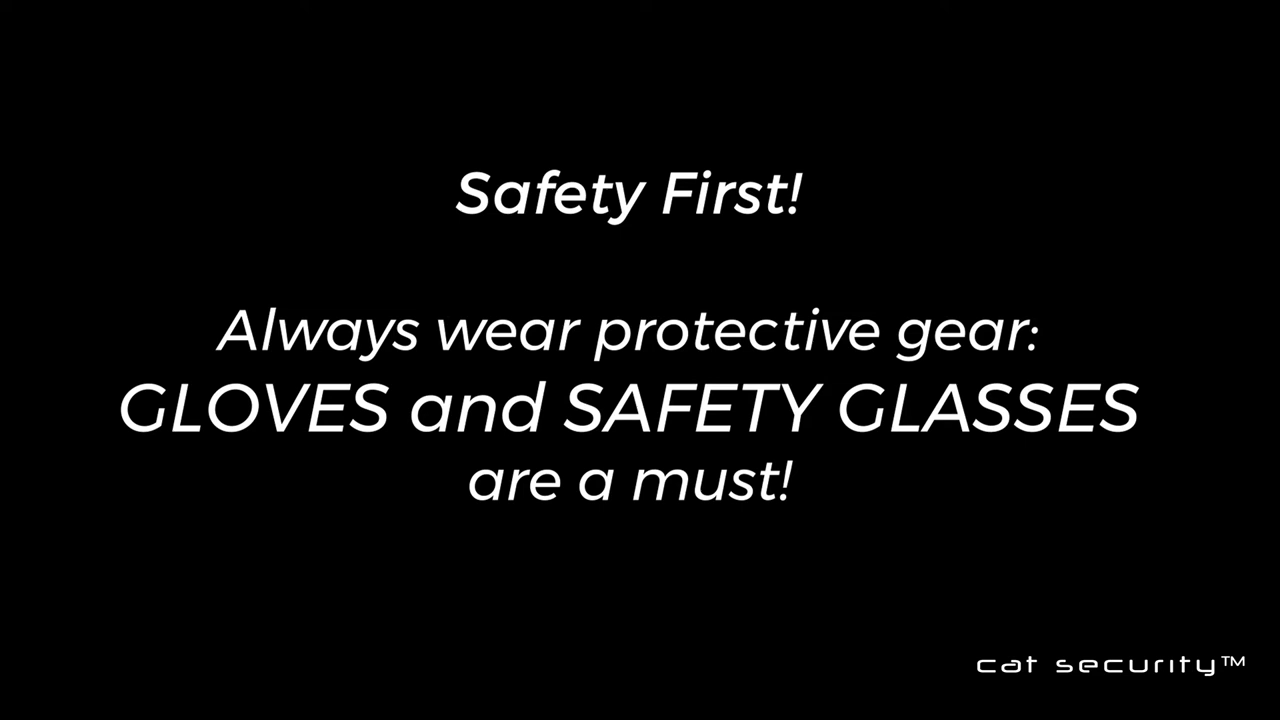 Safety First!
Always wear protective gear:
GLOVES and SAFETY GLASSES
are a must!
cat security™